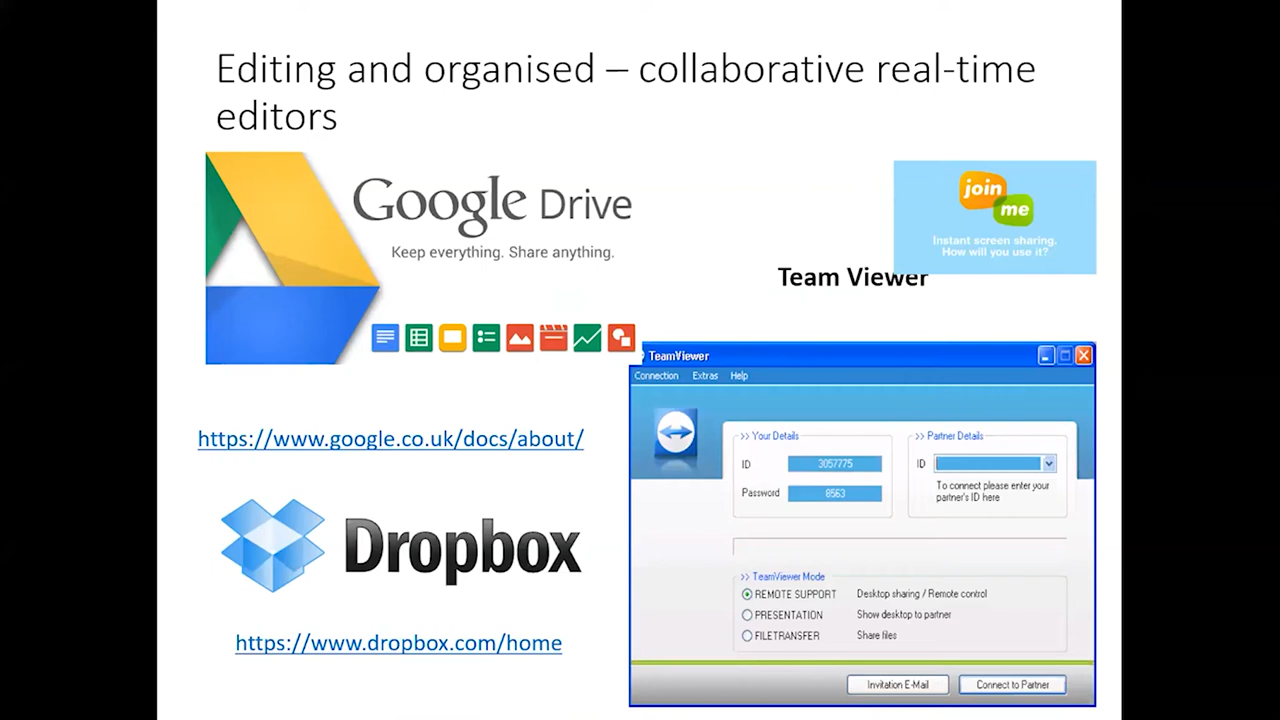 Editing and organised – collaborative real-time
editors
Google Drive
Keep everything. Share anything.
join
me
Instant screen sharing.
How will you use it?
Team Viewer
https://www.google.co.uk/docs/about/
Dropbox
https://www.dropbox.com/home
TeamViewer
Connection Extras Help
>> Your Details
ID 3057775
Password 8563
>> Partner Details
ID
To connect please enter your
partner's ID here
>> TeamViewer Mode
REMOTE SUPPORT Desktop sharing / Remote control
PRESENTATION Show desktop to partner
FILETRANSFER Share files
Invitation E-Mail Connect to Partner